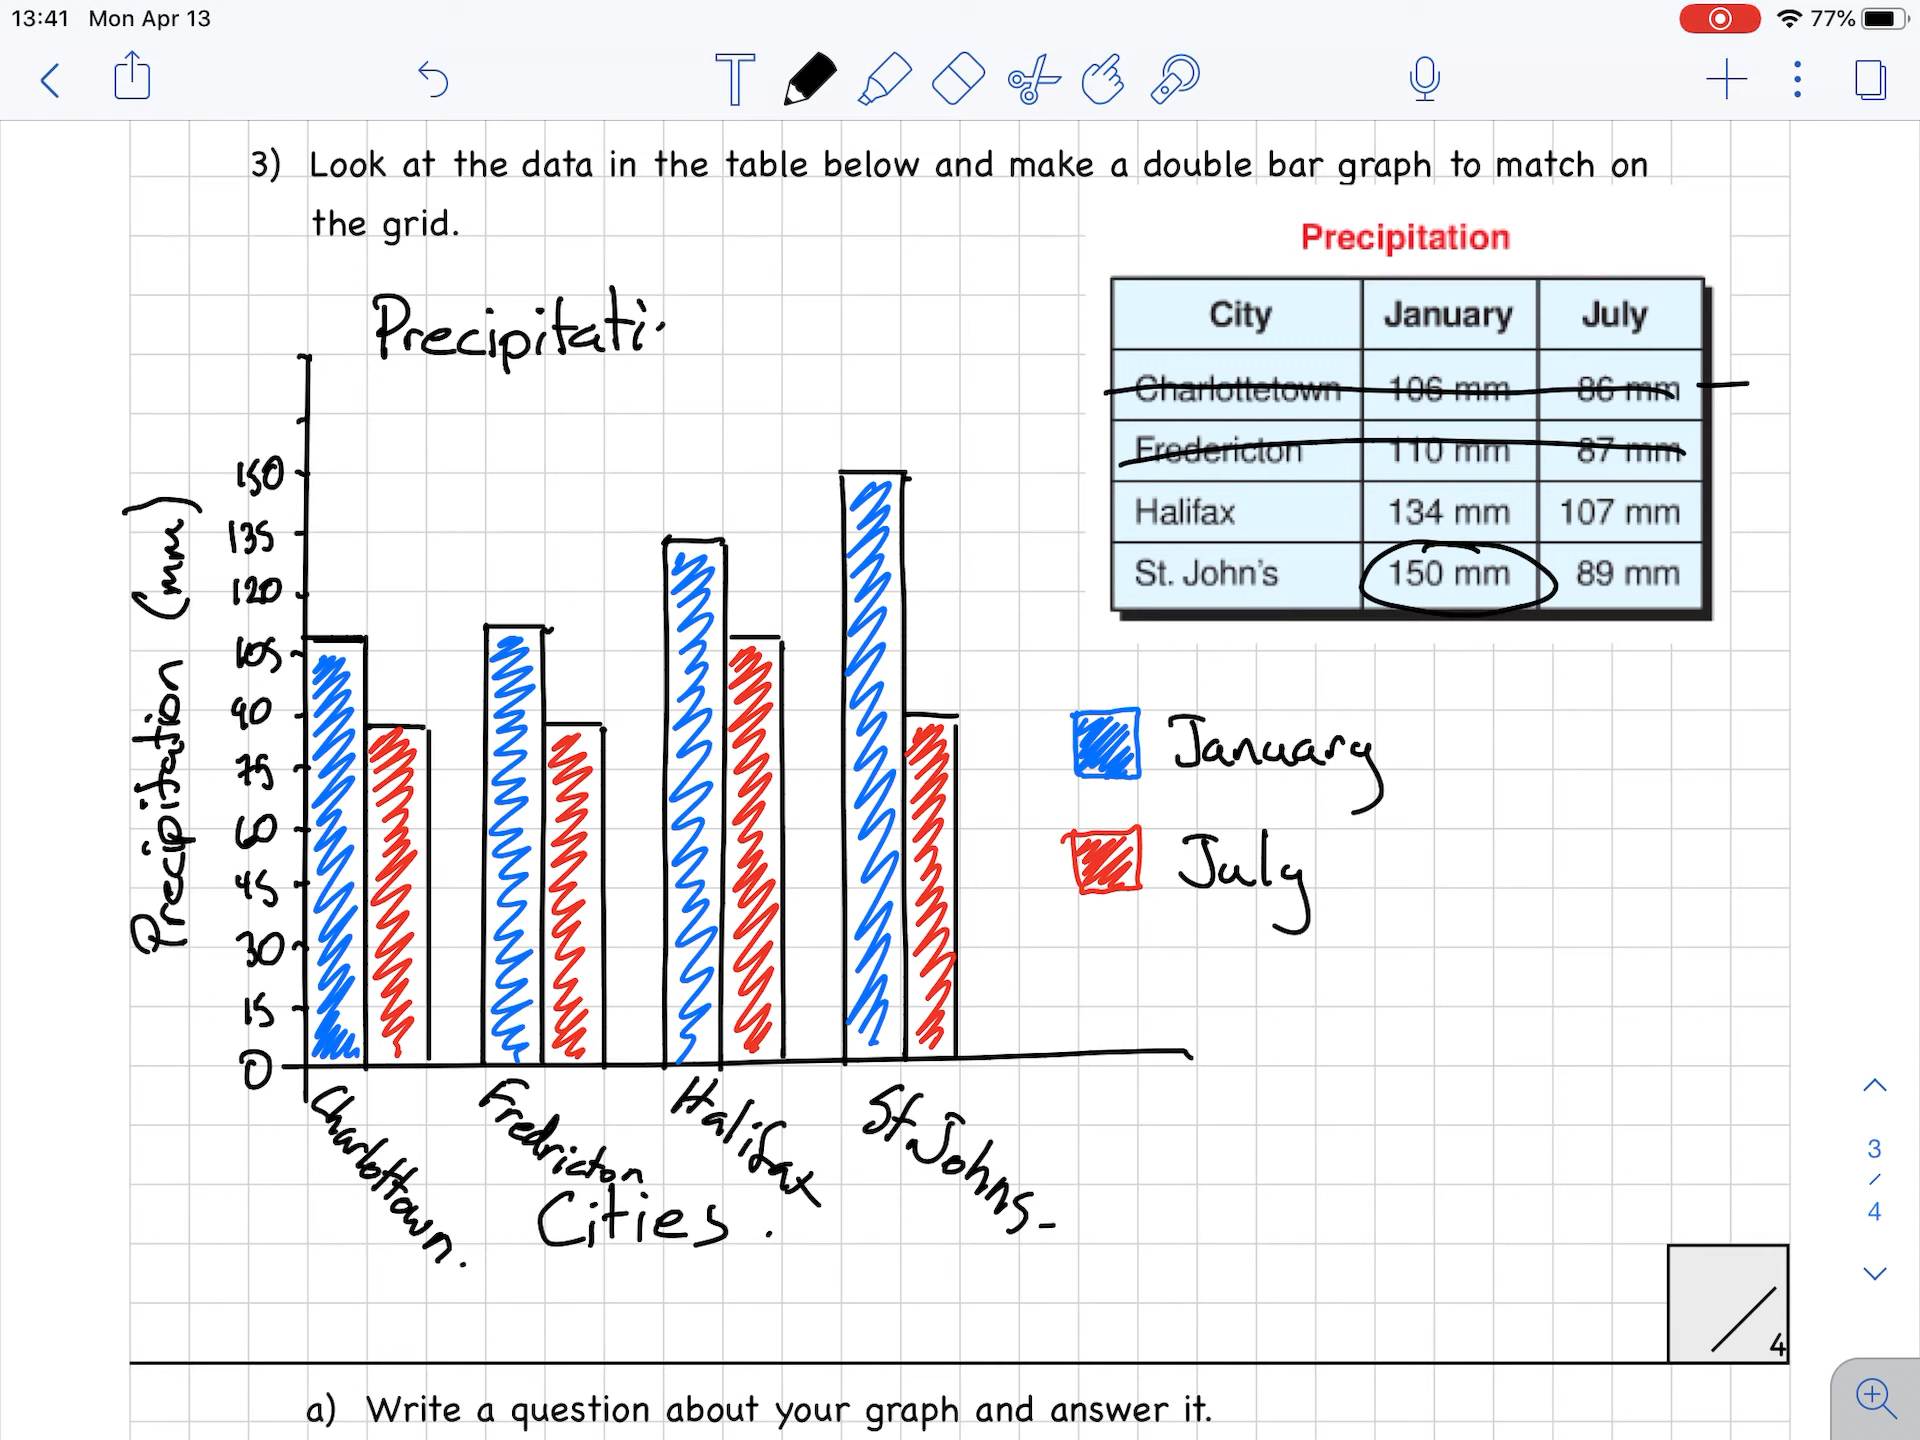 13:41 Mon Apr 13
77%
T
3) Look at the data in the table below and make a double bar graph to match on
the grid.
Precipitation
City January July
Charlottetown 106 mm 86 mm
Fredericton 110 mm 87 mm
Halifax 134 mm 107 mm
St. John's 150 mm 89 mm
Precipitati
Precipitation (mm)
150
135
120
105
90
75
60
45
30
15
0
January
July
Charlottown.
Fredricton
Halifax
St Johns
Cities.
3
/
4
/4
a) Write a question about your graph and answer it.